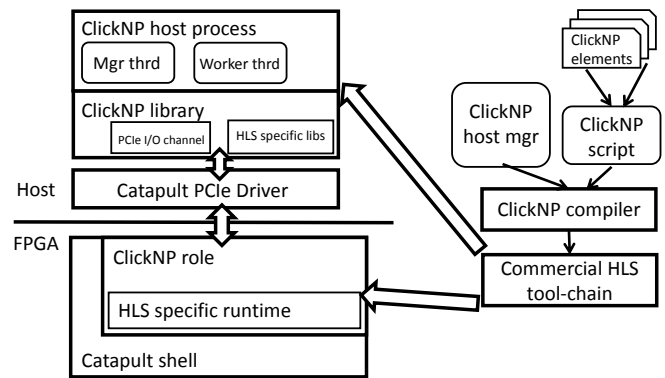 ClickNP host process
Mgr thrd
Worker thrd
ClickNP library
PCIe I/O channel
HLS specific libs
Host
Catapult PCIe Driver
FPGA
ClickNP role
HLS specific runtime
Catapult shell
ClickNP
elements
ClickNP
host mgr
ClickNP
script
ClickNP compiler
Commercial HLS
tool-chain